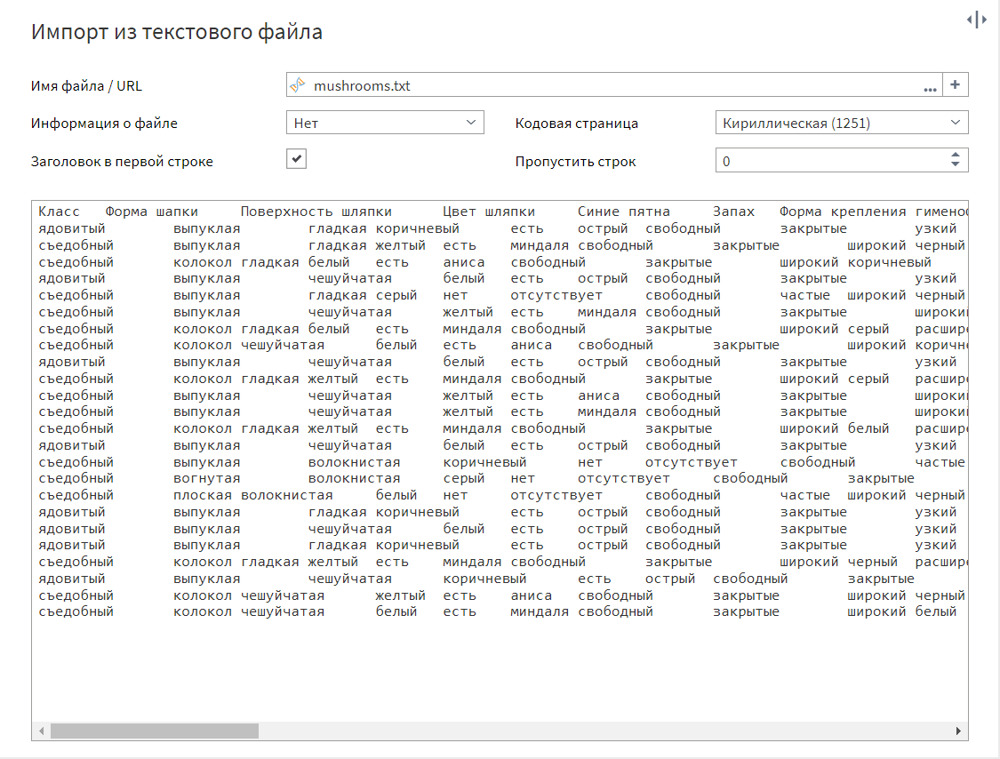 Импорт из текстового файла
Имя файла / URL mushrooms.txt ... +
Информация о файле Нет Кодовая страница Кириллическая (1251)
Заголовок в первой строке Пропустить строк 0
Класс Форма шапки Поверхность шляпки Цвет шляпки Синие пятна Запах Форма крепления гимено
ядовитый выпуклая гладкая коричневый есть острый свободный закрытые узкий
съедобный выпуклая гладкая желтый есть миндаля свободный закрытые широкий черный
съедобный колокол гладкая белый есть аниса свободный закрытые широкий коричневый
ядовитый выпуклая чешуйчатая белый есть острый свободный закрытые узкий
съедобный выпуклая гладкая серый нет отсутствует свободный частые широкий черный
съедобный выпуклая чешуйчатая желтый есть миндаля свободный закрытые широкий
съедобный колокол гладкая белый есть миндаля свободный закрытые широкий серый расшире
съедобный колокол чешуйчатая белый есть аниса свободный закрытые широкий коричн
ядовитый выпуклая чешуйчатая белый есть острый свободный закрытые узкий
съедобный колокол гладкая желтый есть миндаля свободный закрытые широкий серый расшире
съедобный выпуклая чешуйчатая желтый есть аниса свободный закрытые широкий
съедобный выпуклая чешуйчатая желтый есть миндаля свободный закрытые широкий
съедобный колокол гладкая желтый есть миндаля свободный закрытые широкий белый расшире
ядовитый выпуклая чешуйчатая белый есть острый свободный закрытые узкий
съедобный выпуклая волокнистая коричневый нет отсутствует свободный частые
съедобный вогнутая волокнистая серый нет отсутствует свободный закрытые
съедобный плоская волокнистая белый нет отсутствует свободный частые широкий черный
ядовитый выпуклая гладкая коричневый есть острый свободный закрытые узкий
ядовитый выпуклая чешуйчатая белый есть острый свободный закрытые узкий
ядовитый выпуклая гладкая коричневый есть острый свободный закрытые узкий
съедобный колокол гладкая желтый есть миндаля свободный закрытые широкий черный расшире
ядовитый выпуклая чешуйчатая коричневый есть острый свободный закрытые
съедобный колокол чешуйчатая желтый есть аниса свободный закрытые широкий черный
съедобный колокол чешуйчатая белый есть миндаля свободный закрытые широкий белый